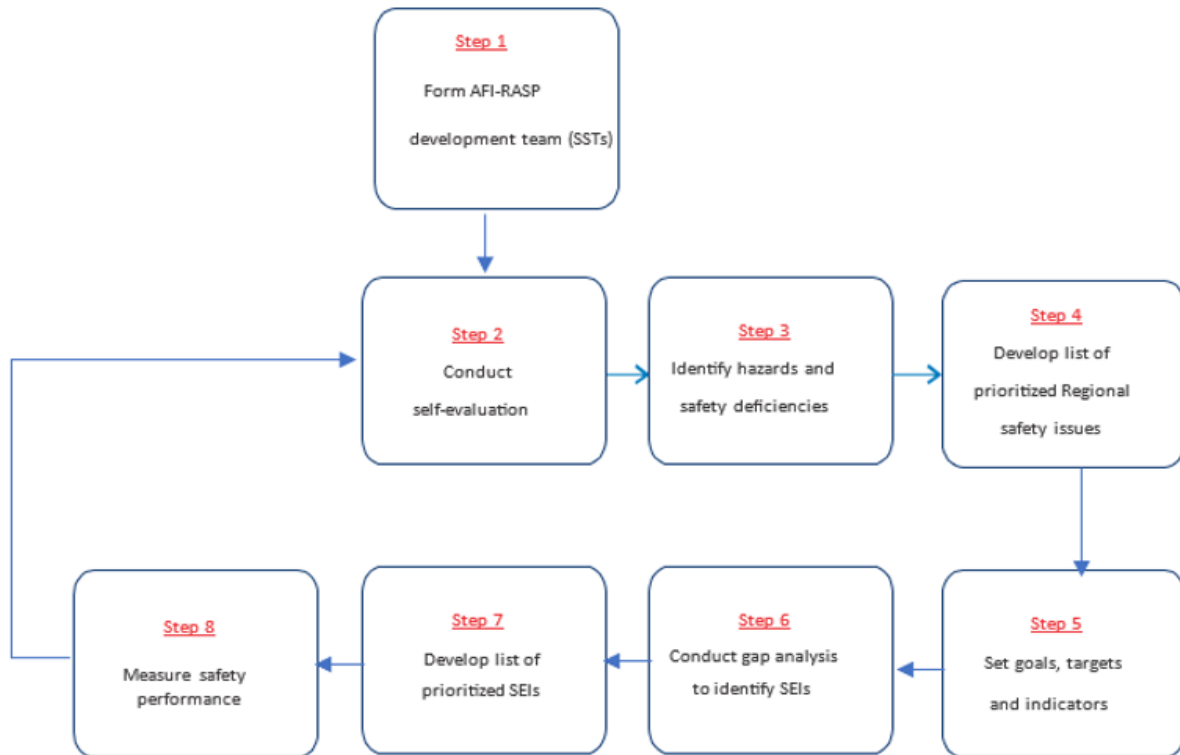 Step 1
Form AFI-RASP
development team (SSTs)
Step 2
Conduct
self-evaluation
Step 3
Identify hazards and
safety deficiencies
Step 4
Develop list of
prioritized Regional
safety issues
Step 5
Set goals, targets
and indicators
Step 6
Conduct gap analysis
to identify SEIs
Step 7
Develop list of
prioritized SEIs
Step 8
Measure safety
performance